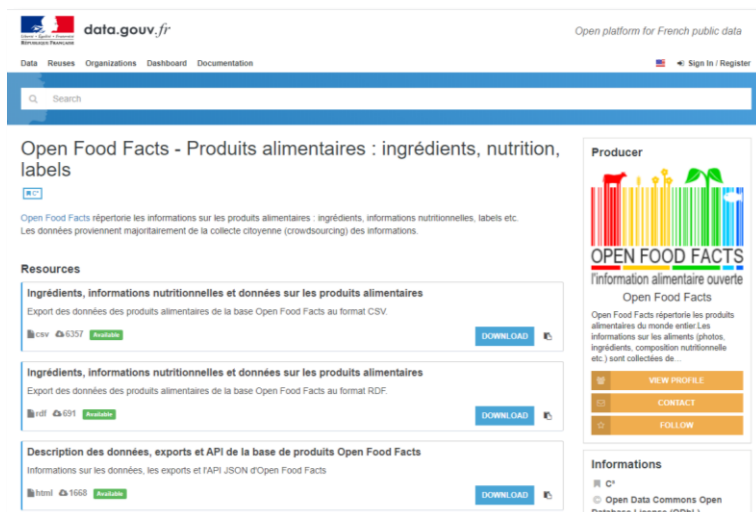 data.gouv.fr
Open platform for French public data
RÉPUBLIQUE FRANÇAISE
Data Reuses Organizations Dashboard Documentation
Sign In / Register
Search
Open Food Facts - Produits alimentaires : ingrédients, nutrition,
labels
C³
Open Food Facts répertorie les informations sur les produits alimentaires : ingrédients, informations nutritionnelles, labels etc.
Les données proviennent majoritairement de la collecte citoyenne (crowdsourcing) des informations.
Resources
Ingrédients, informations nutritionnelles et données sur les produits alimentaires
Export des données des produits alimentaires de la base Open Food Facts au format CSV.
csv 6357 Available
DOWNLOAD
Ingrédients, informations nutritionnelles et données sur les produits alimentaires
Export des données des produits alimentaires de la base Open Food Facts au format RDF.
rdf 691 Available
DOWNLOAD
Description des données, exports et API de la base de produits Open Food Facts
Informations sur les données, les exports et l'API JSON d'Open Food Facts
html 1668 Available
DOWNLOAD
Producer
OPEN FOOD FACTS
l'information alimentaire ouverte
Open Food Facts
Open Food Facts répertorie les produits
alimentaires du monde entier.Les
informations sur les aliments (photos,
ingrédients, composition nutritionnelle
etc.) sont collectées de…
VIEW PROFILE
CONTACT
FOLLOW
Informations
C³
Open Data Commons Open
Database License (ODbL)